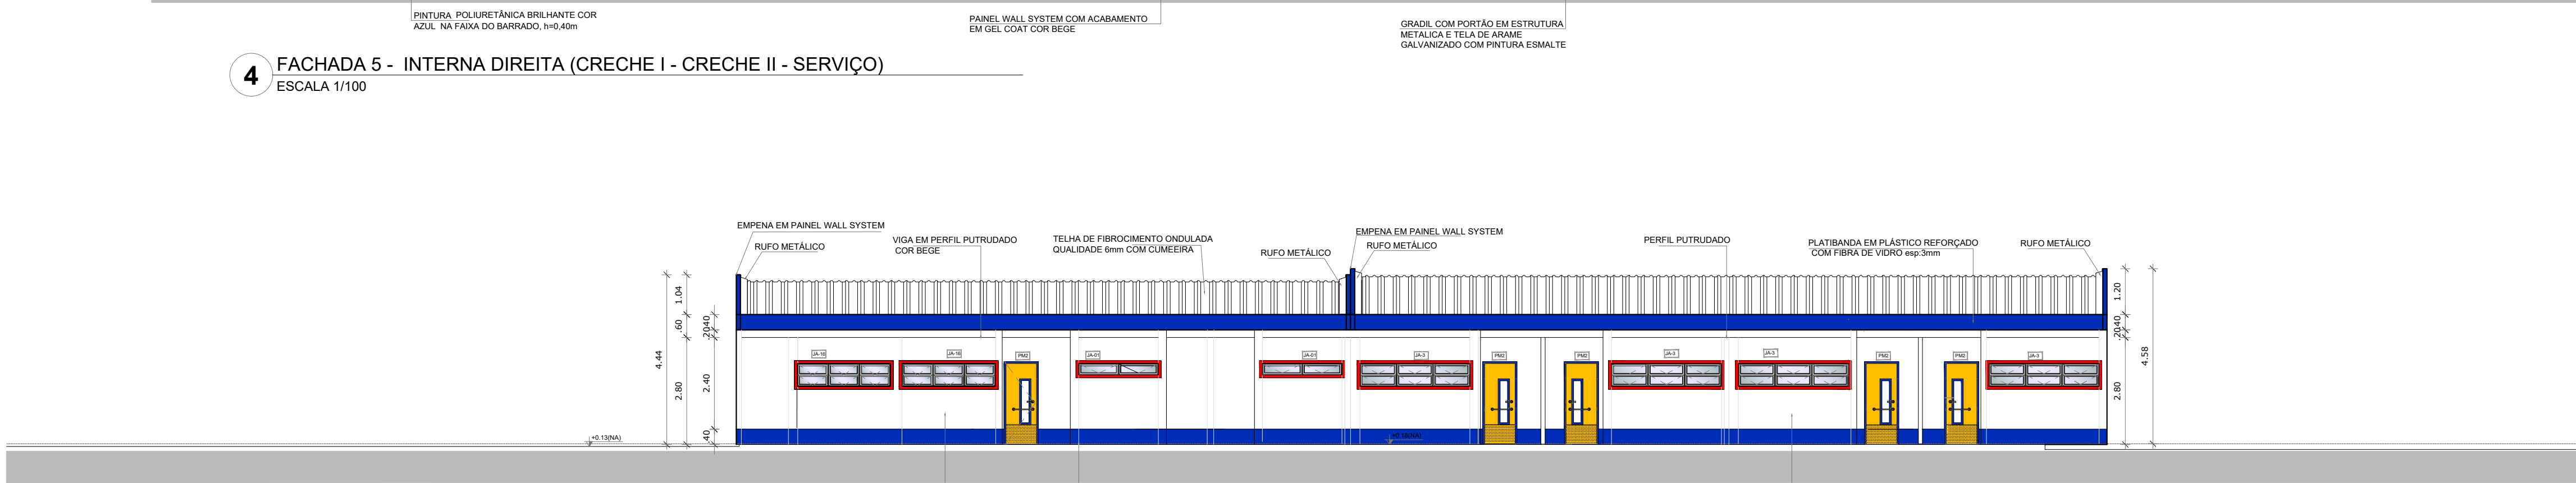 PINTURA POLIURETÂNICA BRILHANTE COR
AZUL NA FAIXA DO BARRADO, h=0,40m
PAINEL WALL SYSTEM COM ACABAMENTO
EM GEL COAT COR BEGE
GRADIL COM PORTÃO EM ESTRUTURA
METALICA E TELA DE ARAME
GALVANIZADO COM PINTURA ESMALTE
4
FACHADA 5 - INTERNA DIREITA (CRECHE I - CRECHE II - SERVIÇO)
ESCALA 1/100
EMPENA EM PAINEL WALL SYSTEM
RUFO METÁLICO
VIGA EM PERFIL PUTRUDADO
COR BEGE
TELHA DE FIBROCIMENTO ONDULADA
QUALIDADE 6mm COM CUMEEIRA
RUFO METÁLICO
EMPENA EM PAINEL WALL SYSTEM
RUFO METÁLICO
PERFIL PUTRUDADO
PLATIBANDA EM PLÁSTICO REFORÇADO
COM FIBRA DE VIDRO esp:3mm
RUFO METÁLICO
4.44
1.04
.60
2.80
.40
.20
2.40
.40
1.20
.40
.20
2.80
4.58
JA-16
JA-16
PM2
JA-01
JA-01
JA-3
PM2
PM2
JA-3
JA-3
PM2
PM2
JA-3
+0.13(NA)